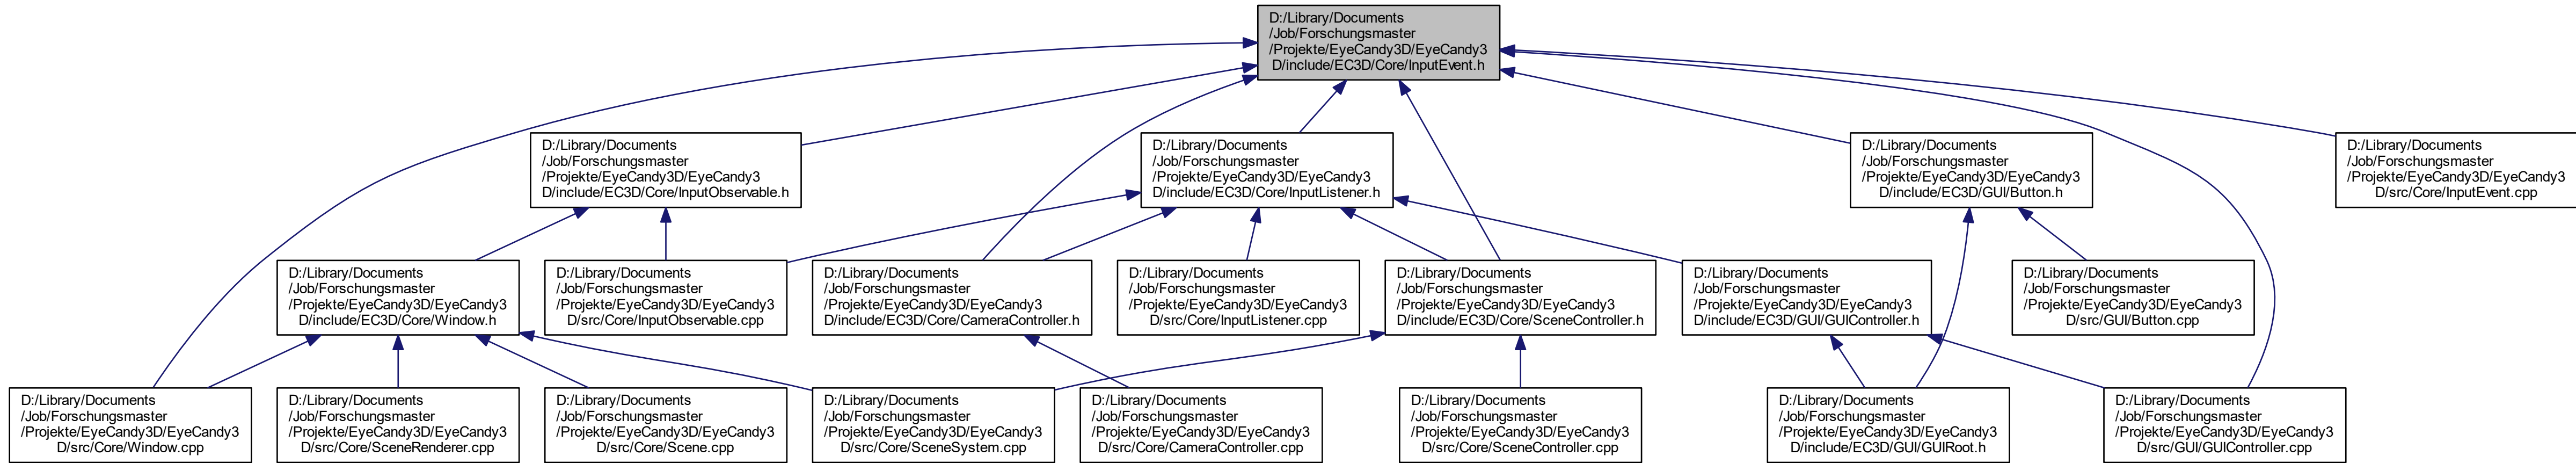 D:/Library/Documents
/Job/Forschungsmaster
/Projekte/EyeCandy3D/EyeCandy3
D/include/EC3D/Core/InputEvent.h
D:/Library/Documents
/Job/Forschungsmaster
/Projekte/EyeCandy3D/EyeCandy3
D/include/EC3D/Core/InputObservable.h
D:/Library/Documents
/Job/Forschungsmaster
/Projekte/EyeCandy3D/EyeCandy3
D/include/EC3D/Core/InputListener.h
D:/Library/Documents
/Job/Forschungsmaster
/Projekte/EyeCandy3D/EyeCandy3
D/include/EC3D/GUI/Button.h
D:/Library/Documents
/Job/Forschungsmaster
/Projekte/EyeCandy3D/EyeCandy3
D/src/Core/InputEvent.cpp
D:/Library/Documents
/Job/Forschungsmaster
/Projekte/EyeCandy3D/EyeCandy3
D/include/EC3D/Core/Window.h
D:/Library/Documents
/Job/Forschungsmaster
/Projekte/EyeCandy3D/EyeCandy3
D/src/Core/InputObservable.cpp
D:/Library/Documents
/Job/Forschungsmaster
/Projekte/EyeCandy3D/EyeCandy3
D/include/EC3D/Core/CameraController.h
D:/Library/Documents
/Job/Forschungsmaster
/Projekte/EyeCandy3D/EyeCandy3
D/src/Core/InputListener.cpp
D:/Library/Documents
/Job/Forschungsmaster
/Projekte/EyeCandy3D/EyeCandy3
D/include/EC3D/Core/SceneController.h
D:/Library/Documents
/Job/Forschungsmaster
/Projekte/EyeCandy3D/EyeCandy3
D/include/EC3D/GUI/GUIController.h
D:/Library/Documents
/Job/Forschungsmaster
/Projekte/EyeCandy3D/EyeCandy3
D/src/GUI/Button.cpp
D:/Library/Documents
/Job/Forschungsmaster
/Projekte/EyeCandy3D/EyeCandy3
D/src/Core/Window.cpp
D:/Library/Documents
/Job/Forschungsmaster
/Projekte/EyeCandy3D/EyeCandy3
D/src/Core/SceneRenderer.cpp
D:/Library/Documents
/Job/Forschungsmaster
/Projekte/EyeCandy3D/EyeCandy3
D/src/Core/Scene.cpp
D:/Library/Documents
/Job/Forschungsmaster
/Projekte/EyeCandy3D/EyeCandy3
D/src/Core/SceneSystem.cpp
D:/Library/Documents
/Job/Forschungsmaster
/Projekte/EyeCandy3D/EyeCandy3
D/src/Core/CameraController.cpp
D:/Library/Documents
/Job/Forschungsmaster
/Projekte/EyeCandy3D/EyeCandy3
D/src/Core/SceneController.cpp
D:/Library/Documents
/Job/Forschungsmaster
/Projekte/EyeCandy3D/EyeCandy3
D/include/EC3D/GUI/GUIRoot.h
D:/Library/Documents
/Job/Forschungsmaster
/Projekte/EyeCandy3D/EyeCandy3
D/src/GUI/GUIController.cpp